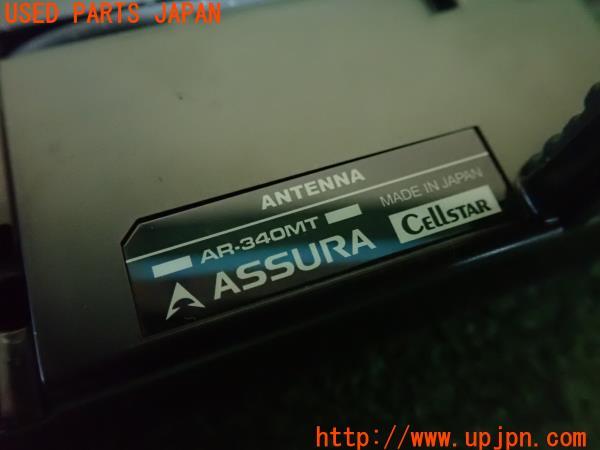 USED PARTS JAPAN
ANTENNA
AR-340MT
MADE IN JAPAN
ASSURA
CELLSTAR
http://www.upjpn.com